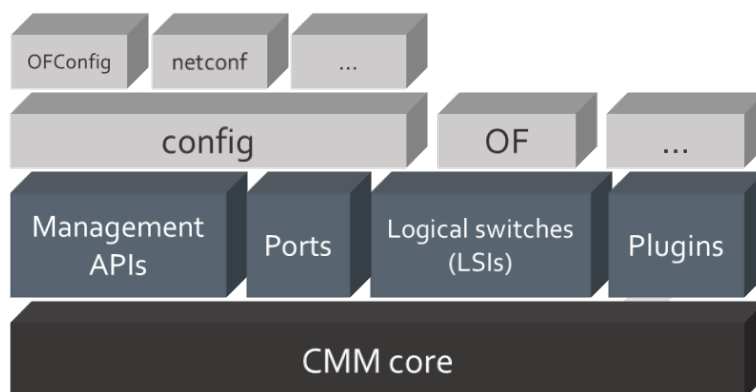 OFConfig
netconf
...
config
OF
...
Management
APIs
Ports
Logical switches
(LSIs)
Plugins
CMM core